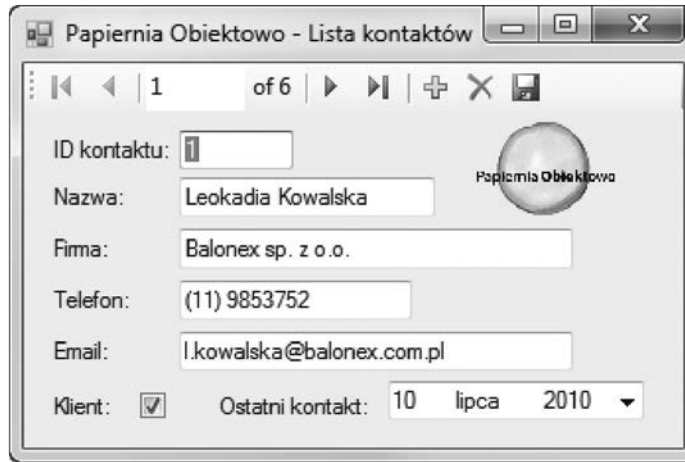 Papiernia Obiektowo - Lista kontaktów
1 of 6
ID kontaktu: 1
Papiernia Obiektowo
Nazwa: Leokadia Kowalska
Firma: Balonex sp. z o.o.
Telefon: (11) 9853752
Email: l.kowalska@balonex.com.pl
Klient: Ostatni kontakt: 10 lipca 2010